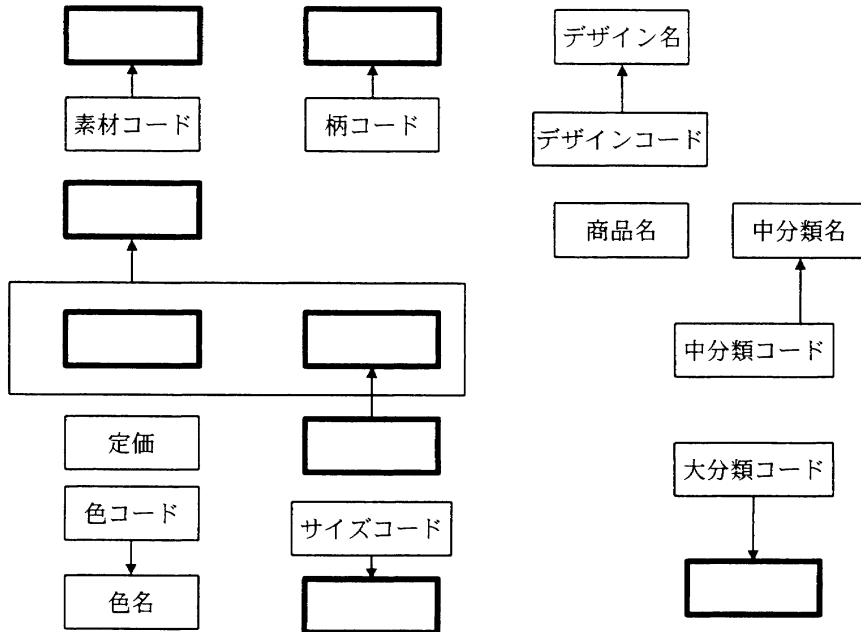 デザイン名
素材コード
柄コード
デザインコード
商品名
中分類名
中分類コード
定価
大分類コード
色コード
サイズコード
色名